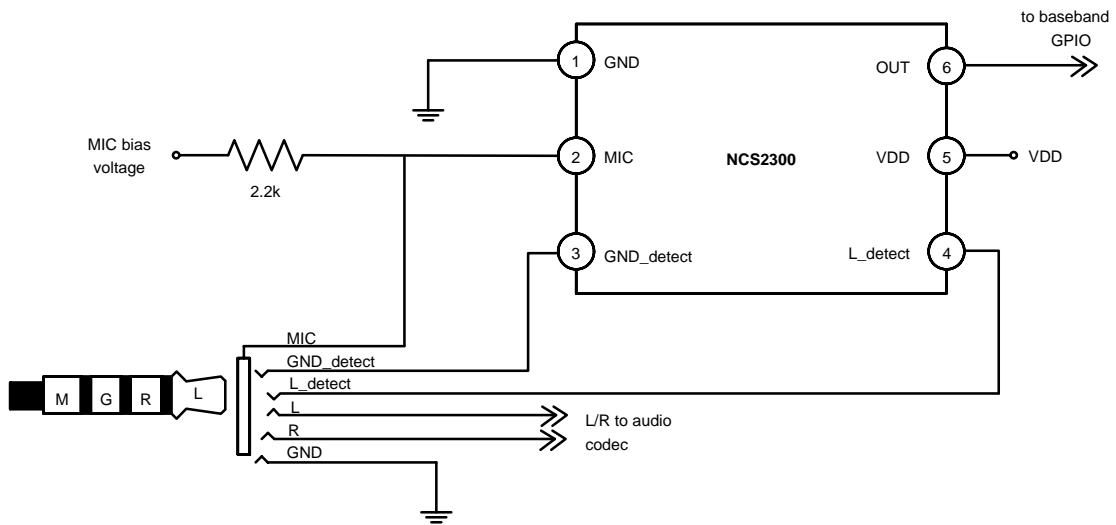 to baseband
GPIO
1
GND
OUT
6
MIC bias
voltage
2.2k
2
MIC
NCS2300
VDD
5
VDD
3
GND_detect
L_detect
4
MIC
GND_detect
L_detect
M
G
R
L
L
R
GND
L/R to audio
codec